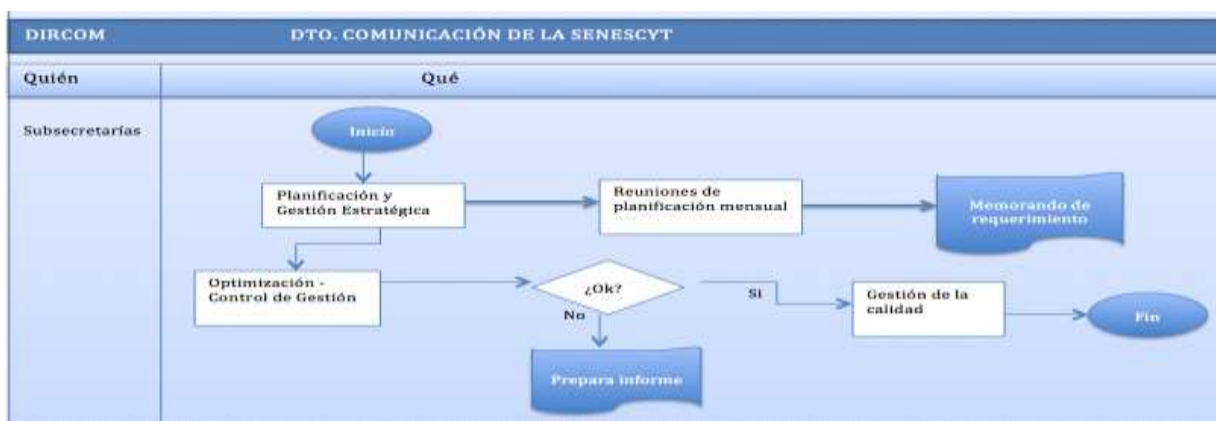 DIRCOM DTO. COMUNICACIÓN DE LA SENESCYT
Quién Qué
Subsecretarías
Inicio
Planificación y
Gestión Estratégica
Reuniones de
planificación mensual
Memorando de
requerimiento
Optimización -
Control de Gestión
¿Ok?
Si
No
Gestión de la
calidad
Fin
Prepara informe